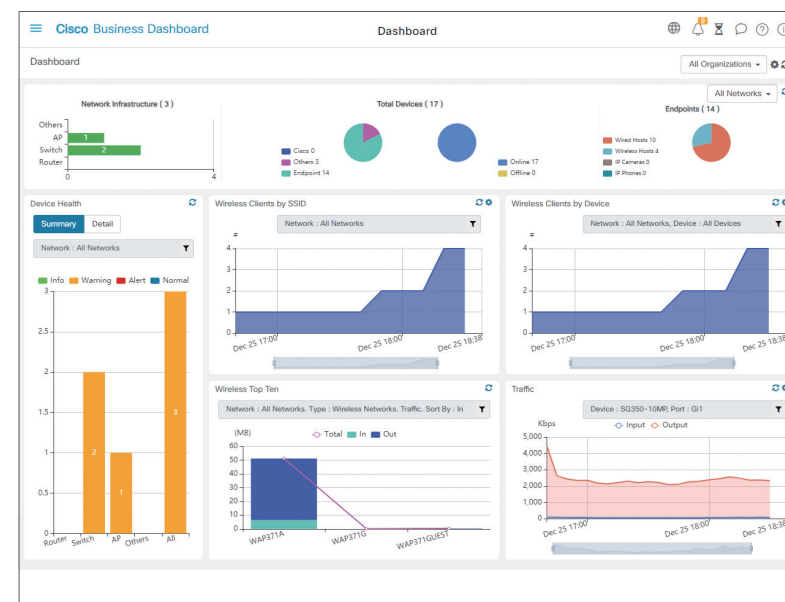 Cisco Business Dashboard
Dashboard
9
Dashboard
All Organizations
All Networks
Network Infrastructure ( 3 )
Others
AP
1
Switch
2
Router
0
4
Total Devices ( 17 )
Cisco 0
Others 3
Endpoint 14
Online 17
Offline 0
Endpoints ( 14 )
Wired Hosts 10
Wireless Hosts 4
IP Cameras 0
IP Phones 0
Device Health
Summary
Detail
Network : All Networks
Info Warning Alert Normal
3
2.5
2
1.5
1
0.5
0
2
1
3
Router Switch AP Others All
Wireless Clients by SSID
Network : All Networks
#
4
3
2
1
0
Dec 25 17:00 Dec 25 18:00 Dec 25 18:38
Wireless Clients by Device
Network : All Networks, Device : All Devices
#
4
3
2
1
0
Dec 25 17:00 Dec 25 18:00 Dec 25 18:38
Wireless Top Ten
Network : All Networks. Type : Wireless Networks. Traffic. Sort By : In
(MB)
Total In Out
60
50
40
30
20
10
0
WAP371A WAP371G WAP371GUEST
Traffic
Device : SG350-10MP, Port : Gi1
Kbps
Input Output
5,000
4,000
3,000
2,000
1,000
0
Dec 25 17:00 Dec 25 18:00 Dec 25 18:38